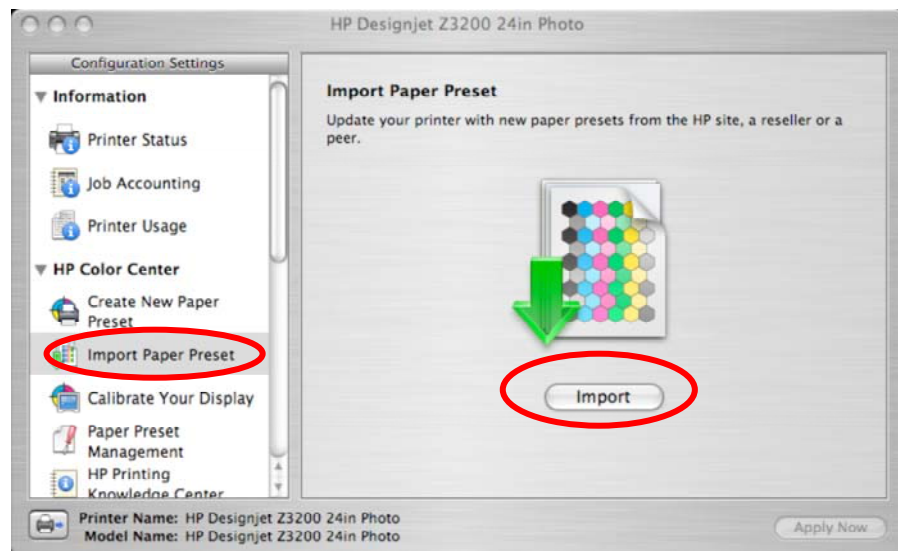 HP Designjet Z3200 24in Photo
Configuration Settings
Information
Printer Status
Job Accounting
Printer Usage
HP Color Center
Create New Paper
Preset
Import Paper Preset
Calibrate Your Display
Paper Preset
Management
HP Printing
Knowledge Center
Import Paper Preset
Update your printer with new paper presets from the HP site, a reseller or a
peer.
Import
Printer Name: HP Designjet Z3200 24in Photo
Model Name: HP Designjet Z3200 24in Photo
Apply Now